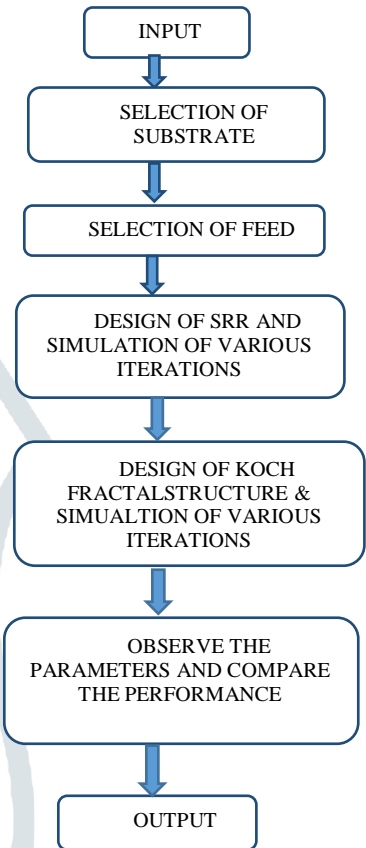 INPUT
SELECTION OF
SUBSTRATE
SELECTION OF FEED
DESIGN OF SRR AND
SIMULATION OF VARIOUS
ITERATIONS
DESIGN OF KOCH
FRACTALSTRUCTURE &
SIMUALTION OF VARIOUS
ITERATIONS
OBSERVE THE
PARAMETERS AND COMPARE
THE PERFORMANCE
OUTPUT